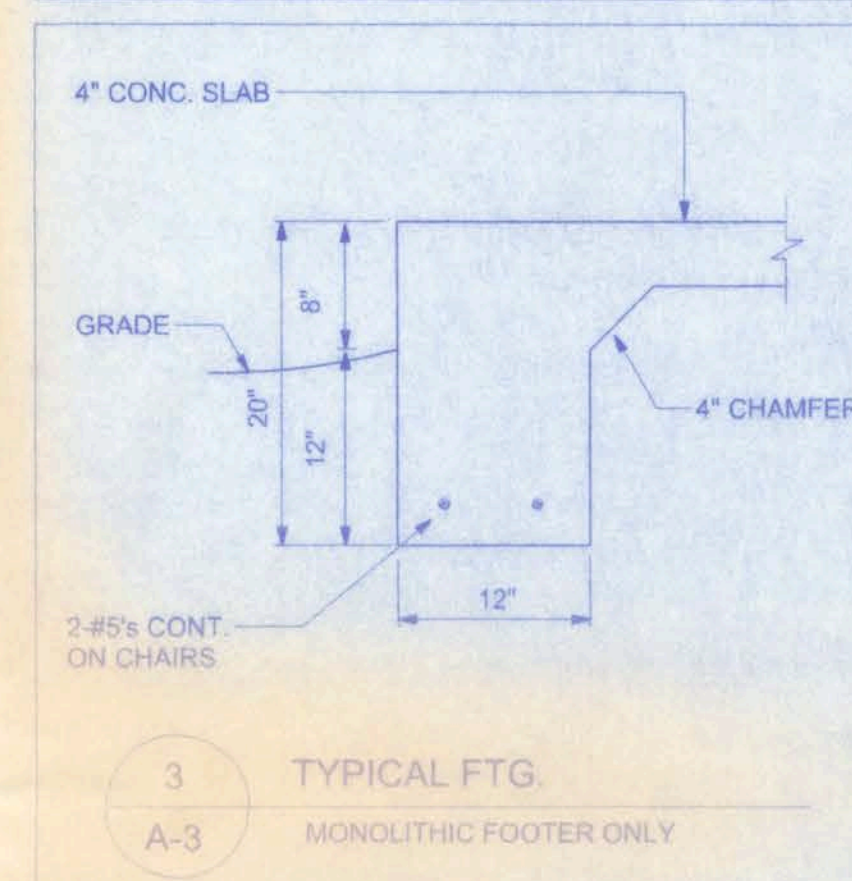 4" CONC. SLAB
8"
GRADE
20"
12"
4" CHAMFER
12"
2-#5's CONT.
ON CHAIRS
3
TYPICAL FTG.
A-3
MONOLITHIC FOOTER ONLY